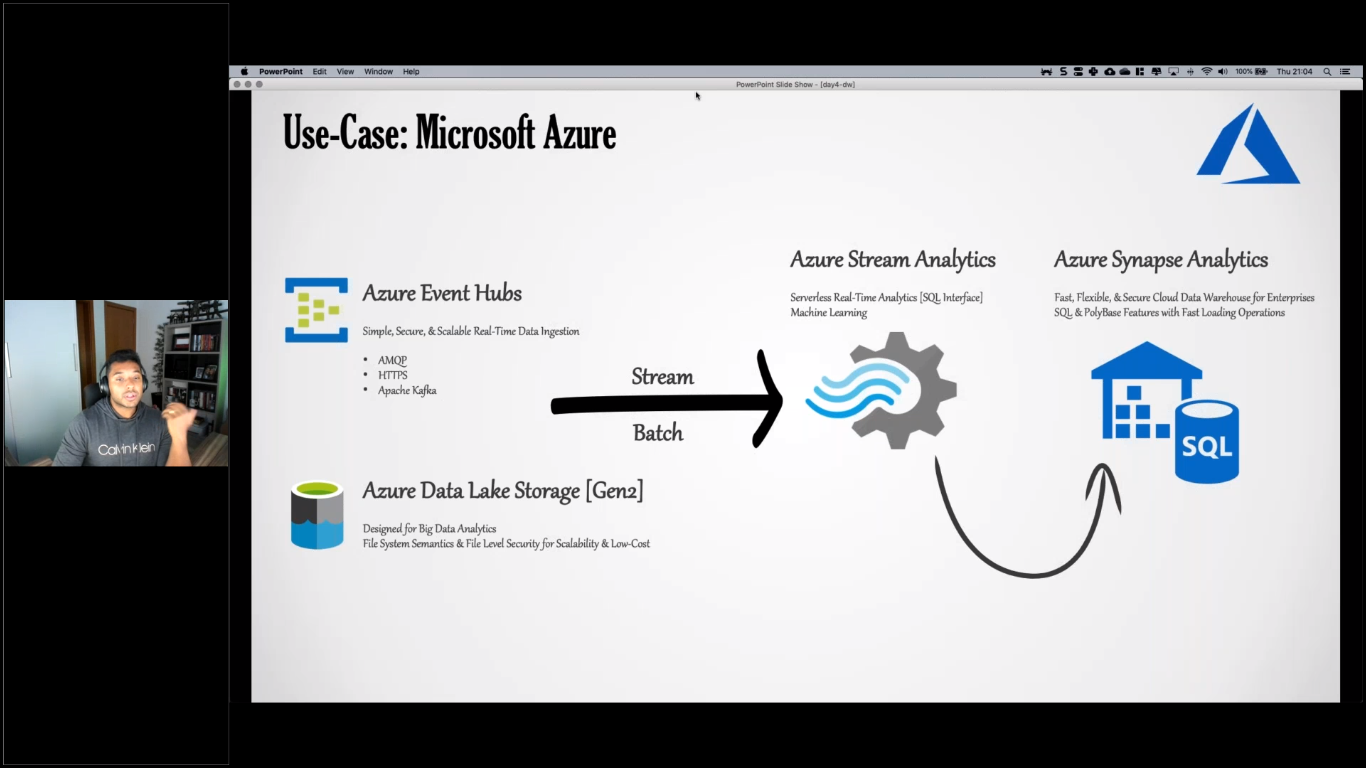 PowerPoint Edit View Window Help
100% Thu 21:04
PowerPoint Slide Show - [day4-dw]
Use-Case: Microsoft Azure
Azure Event Hubs
Simple, Secure, & Scalable Real-Time Data Ingestion
▪ AMQP
▪ HTTPS
▪ Apache Kafka
Stream
Batch
Azure Data Lake Storage [Gen2]
Designed for Big Data Analytics
File System Semantics & File Level Security for Scalability & Low-Cost
Azure Stream Analytics
Serverless Real-Time Analytics [SQL Interface]
Machine Learning
Azure Synapse Analytics
Fast, Flexible, & Secure Cloud Data Warehouse for Enterprises
SQL & PolyBase Features with Fast Loading Operations
SQL
Calvin Klein